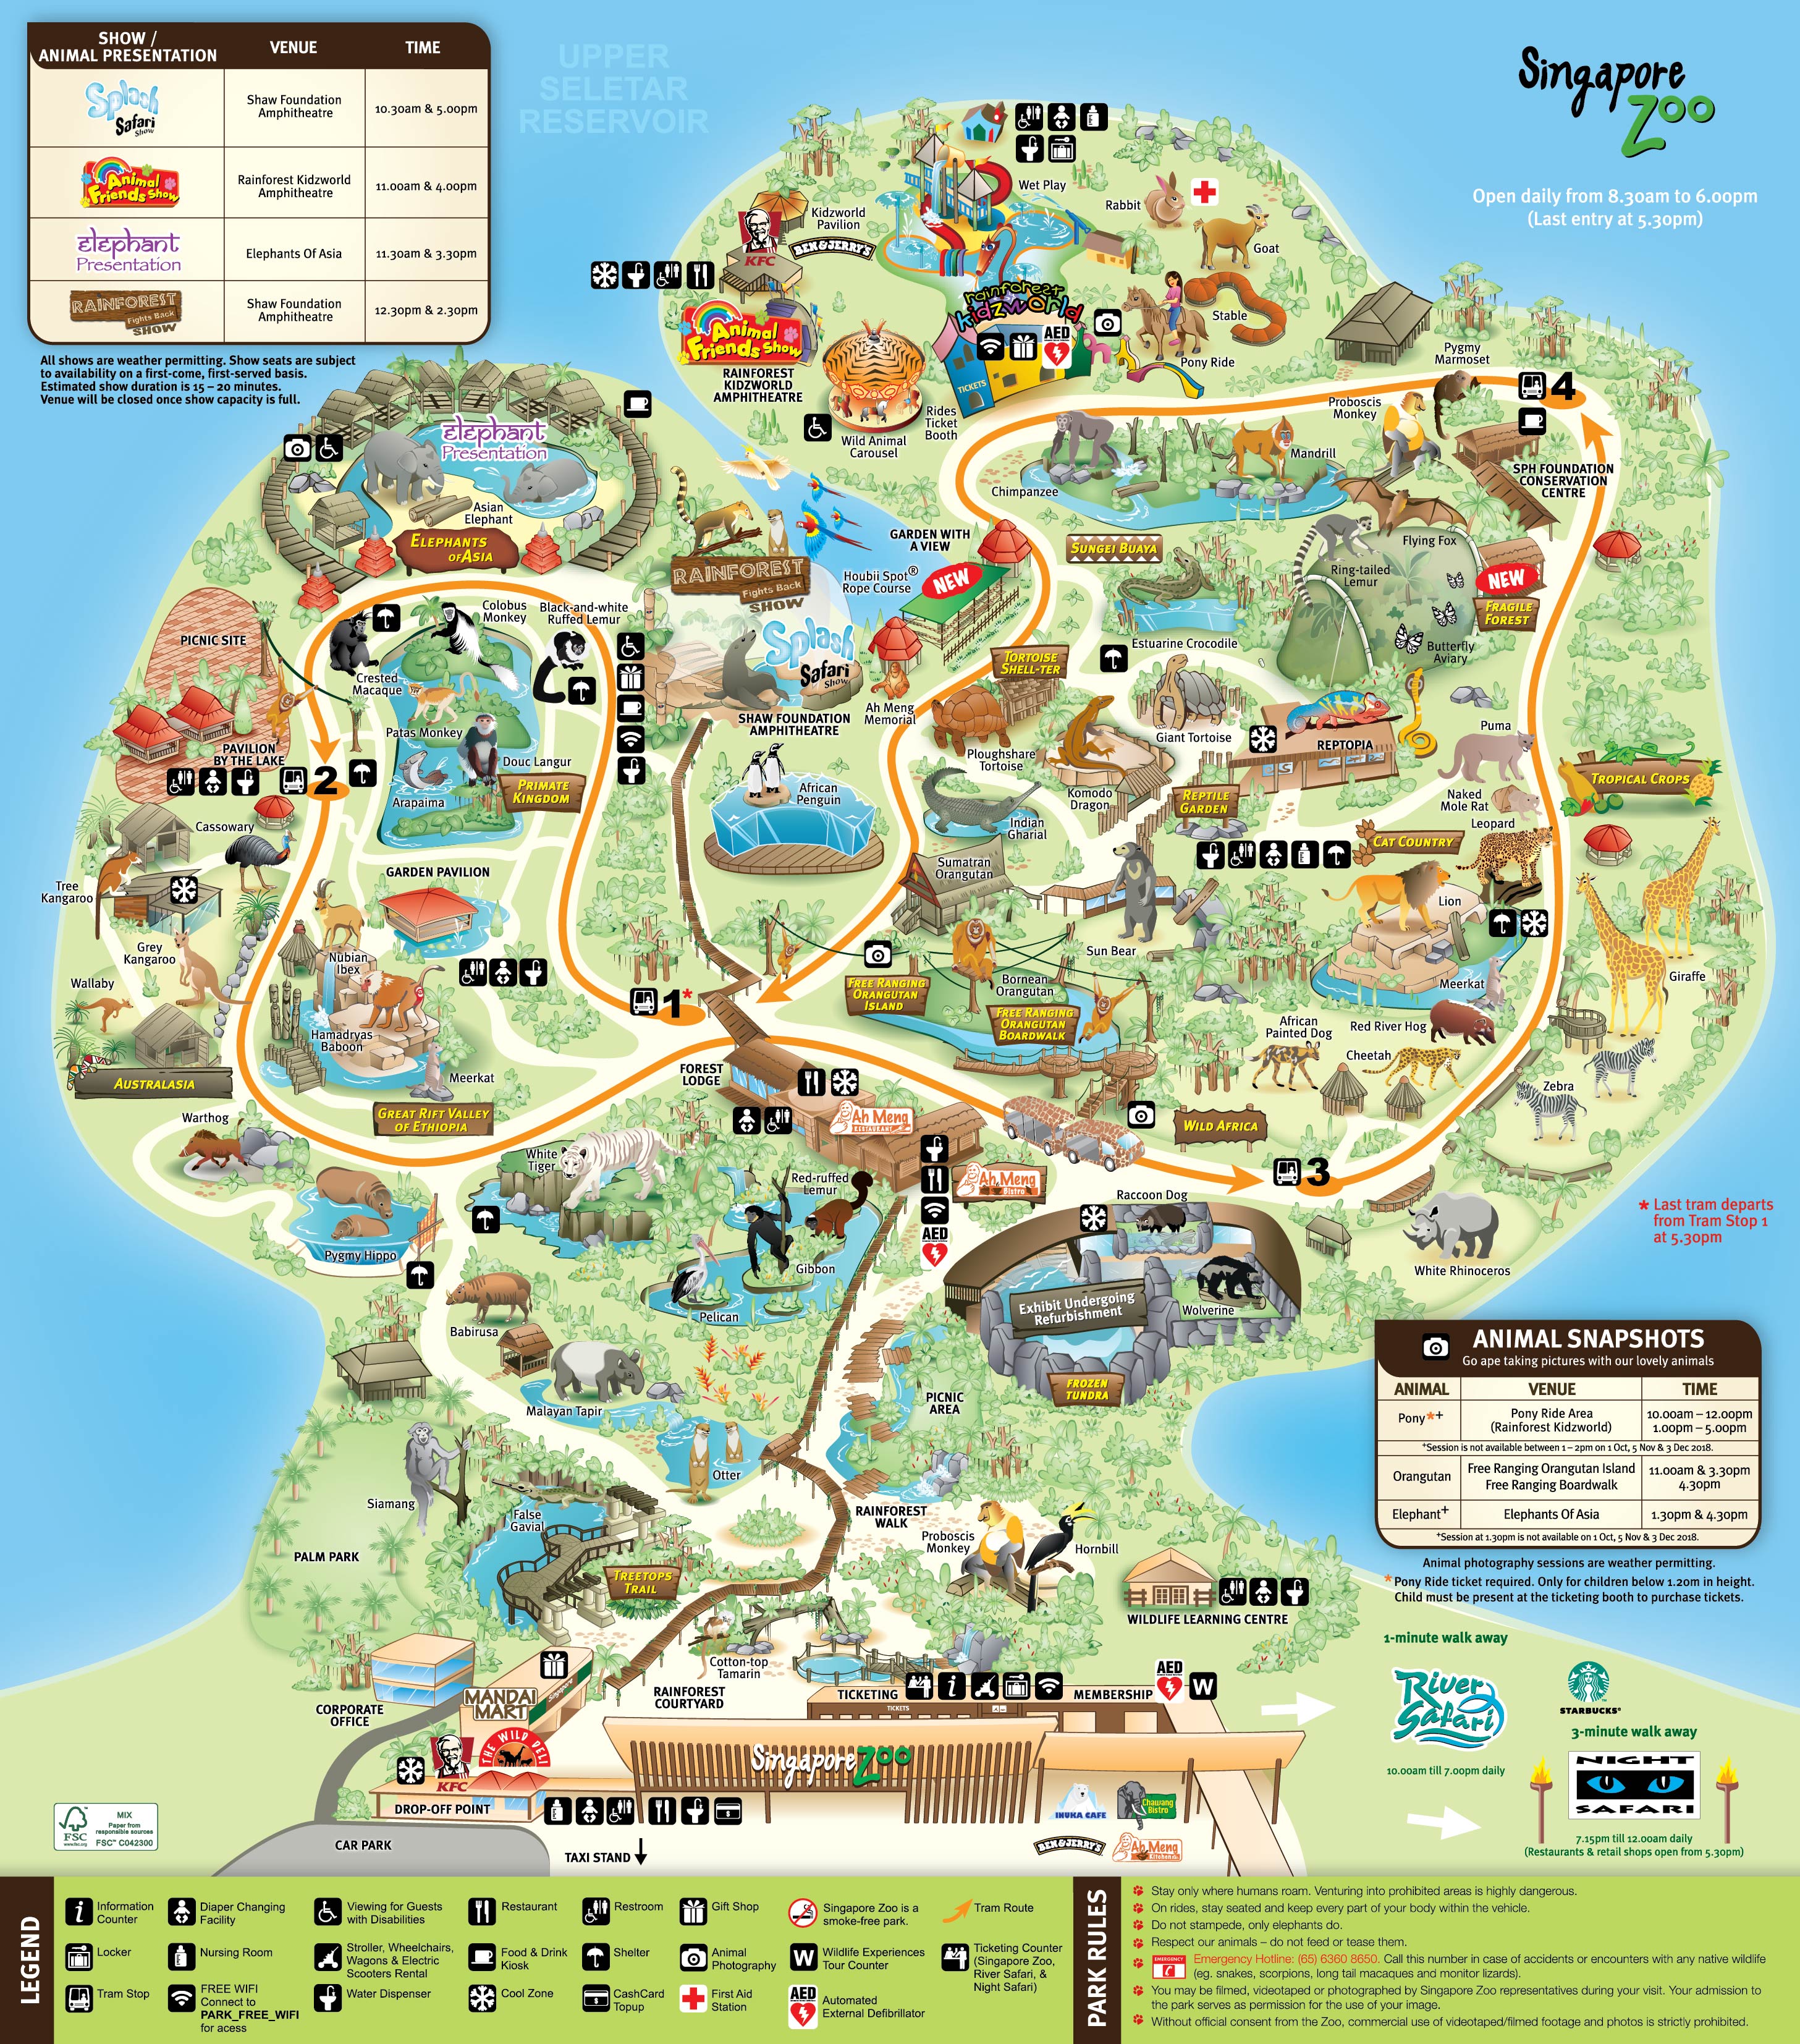 SHOW /
ANIMAL PRESENTATION
VENUE
TIME
Splash
Safari
Show
Shaw Foundation
Amphitheatre
10.30am & 5.00pm
Animal
Friends Show
Rainforest Kidzworld
Amphitheatre
11.00am & 4.00pm
elephant
Presentation
Elephants Of Asia
11.30am & 3.30pm
RAINFOREST
Fights Back
SHOW
Shaw Foundation
Amphitheatre
12.30pm & 2.30pm
All shows are weather permitting. Show seats are subject
to availability on a first-come, first-served basis.
Estimated show duration is 15 – 20 minutes.
Venue will be closed once show capacity is full.
UPPER
SELETAR
RESERVOIR
Singapore
Zoo
Open daily from 8.30am to 6.00pm
(Last entry at 5.30pm)
Wet Play
Rabbit
Goat
Kidzworld
Pavilion
BEN & JERRY'S
KFC
rainforest
kidzworld
AED
TICKETS
Stable
Pony Ride
Animal
Friends Show
RAINFOREST
KIDZWORLD
AMPHITHEATRE
Rides
Ticket
Booth
Wild Animal
Carousel
Pygmy
Marmoset
4
Proboscis
Monkey
SPH FOUNDATION
CONSERVATION
CENTRE
Mandrill
Chimpanzee
elephant
Presentation
Asian
Elephant
ELEPHANTS
OF ASIA
RAINFOREST
Fights Back
SHOW
GARDEN WITH
A VIEW
Houbii Spot®
Rope Course
NEW
SUNGEI BUAYA
Flying Fox
Ring-tailed
Lemur
NEW
FRAGILE
FOREST
Butterfly
Aviary
Estuarine Crocodile
PICNIC SITE
Colobus
Monkey
Black-and-white
Ruffed Lemur
Crested
Macaque
Patas Monkey
Douc Langur
Arapaima
PRIMATE
KINGDOM
PAVILION
BY THE LAKE
2
Splash
Safari
Show
SHAW FOUNDATION
AMPHITHEATRE
Ah Meng
Memorial
TORTOISE
SHELL-TER
Ploughshare
Tortoise
Giant Tortoise
Komodo
Dragon
REPTOPIA
REPTILE
GARDEN
Indian
Gharial
African
Penguin
Puma
Naked
Mole Rat
TROPICAL CROPS
Leopard
CAT COUNTRY
Lion
Meerkat
Giraffe
Cassowary
Tree
Kangaroo
Grey
Kangaroo
Wallaby
AUSTRALASIA
GARDEN PAVILION
Nubian
Ibex
Hamadryas
Baboon
Meerkat
GREAT RIFT VALLEY
OF ETHIOPIA
1*
Sumatran
Orangutan
Sun Bear
FREE RANGING
ORANGUTAN
ISLAND
Bornean
Orangutan
FREE RANGING
ORANGUTAN
BOARDWALK
African
Painted Dog
Red River Hog
Cheetah
Zebra
WILD AFRICA
3
FOREST
LODGE
Ah Meng
RESTAURANT
Ah Meng
Bistro
AED
Warthog
Pygmy Hippo
White
Tiger
Red-ruffed
Lemur
Gibbon
Pelican
Babirusa
Malayan Tapir
Raccoon Dog
Wolverine
Exhibit Undergoing
Refurbishment
FROZEN
TUNDRA
White Rhinoceros
* Last tram departs
from Tram Stop 1
at 5.30pm
ANIMAL SNAPSHOTS
Go ape taking pictures with our lovely animals
ANIMAL
VENUE
TIME
Pony*+
Pony Ride Area
(Rainforest Kidzworld)
10.00am – 12.00pm
1.00pm – 5.00pm
+Session is not available between 1 – 2pm on 1 Oct, 5 Nov & 3 Dec 2018.
Orangutan
Free Ranging Orangutan Island
Free Ranging Boardwalk
11.00am & 3.30pm
4.30pm
Elephant+
Elephants Of Asia
1.30pm & 4.30pm
+Session at 1.30pm is not available on 1 Oct, 5 Nov & 3 Dec 2018.
Animal photography sessions are weather permitting.
* Pony Ride ticket required. Only for children below 1.20m in height.
Child must be present at the ticketing booth to purchase tickets.
PICNIC
AREA
Otter
Siamang
False
Gavial
PALM PARK
TREETOPS
TRAIL
RAINFOREST
WALK
Proboscis
Monkey
Hornbill
WILDLIFE LEARNING CENTRE
Cotton-top
Tamarin
RAINFOREST
COURTYARD
CORPORATE
OFFICE
MANDAI
MART
Singapore
TICKETING
TICKETS
MEMBERSHIP
AED
W
KFC
THE WILD DELI
DROP-OFF POINT
CAR PARK
TAXI STAND
Singapore Zoo
INUKA CAFE
Chawang
Bistro
BEN & JERRY'S
Ah Meng
Kitchen
1-minute walk away
River
Safari
10.00am till 7.00pm daily
STARBUCKS®
3-minute walk away
NIGHT
SAFARI
7.15pm till 12.00am daily
(Restaurants & retail shops open from 5.30pm)
FSC
www.fsc.org
MIX
Paper from
responsible sources
FSC™ C042300
LEGEND
Information
Counter
Diaper Changing
Facility
Viewing for Guests
with Disabilities
Restaurant
Restroom
Gift Shop
Singapore Zoo is a
smoke-free park.
Tram Route
Locker
Nursing Room
Stroller, Wheelchairs,
Wagons & Electric
Scooters Rental
Food & Drink
Kiosk
Shelter
Animal
Photography
W
Wildlife Experiences
Tour Counter
Ticketing Counter
(Singapore Zoo,
River Safari, &
Night Safari)
Tram Stop
FREE WIFI
Connect to
PARK_FREE_WIFI
for acess
Water Dispenser
Cool Zone
CashCard
Topup
First Aid
Station
AED
Automated
External Defibrillator
PARK RULES
Stay only where humans roam. Venturing into prohibited areas is highly dangerous.
On rides, stay seated and keep every part of your body within the vehicle.
Do not stampede, only elephants do.
Respect our animals – do not feed or tease them.
EMERGENCY
Emergency Hotline: (65) 6360 8650. Call this number in case of accidents or encounters with any native wildlife
(eg. snakes, scorpions, long tail macaques and monitor lizards).
You may be filmed, videotaped or photographed by Singapore Zoo representatives during your visit. Your admission to
the park serves as permission for the use of your image.
Without official consent from the Zoo, commercial use of videotaped/filmed footage and photos is strictly prohibited.